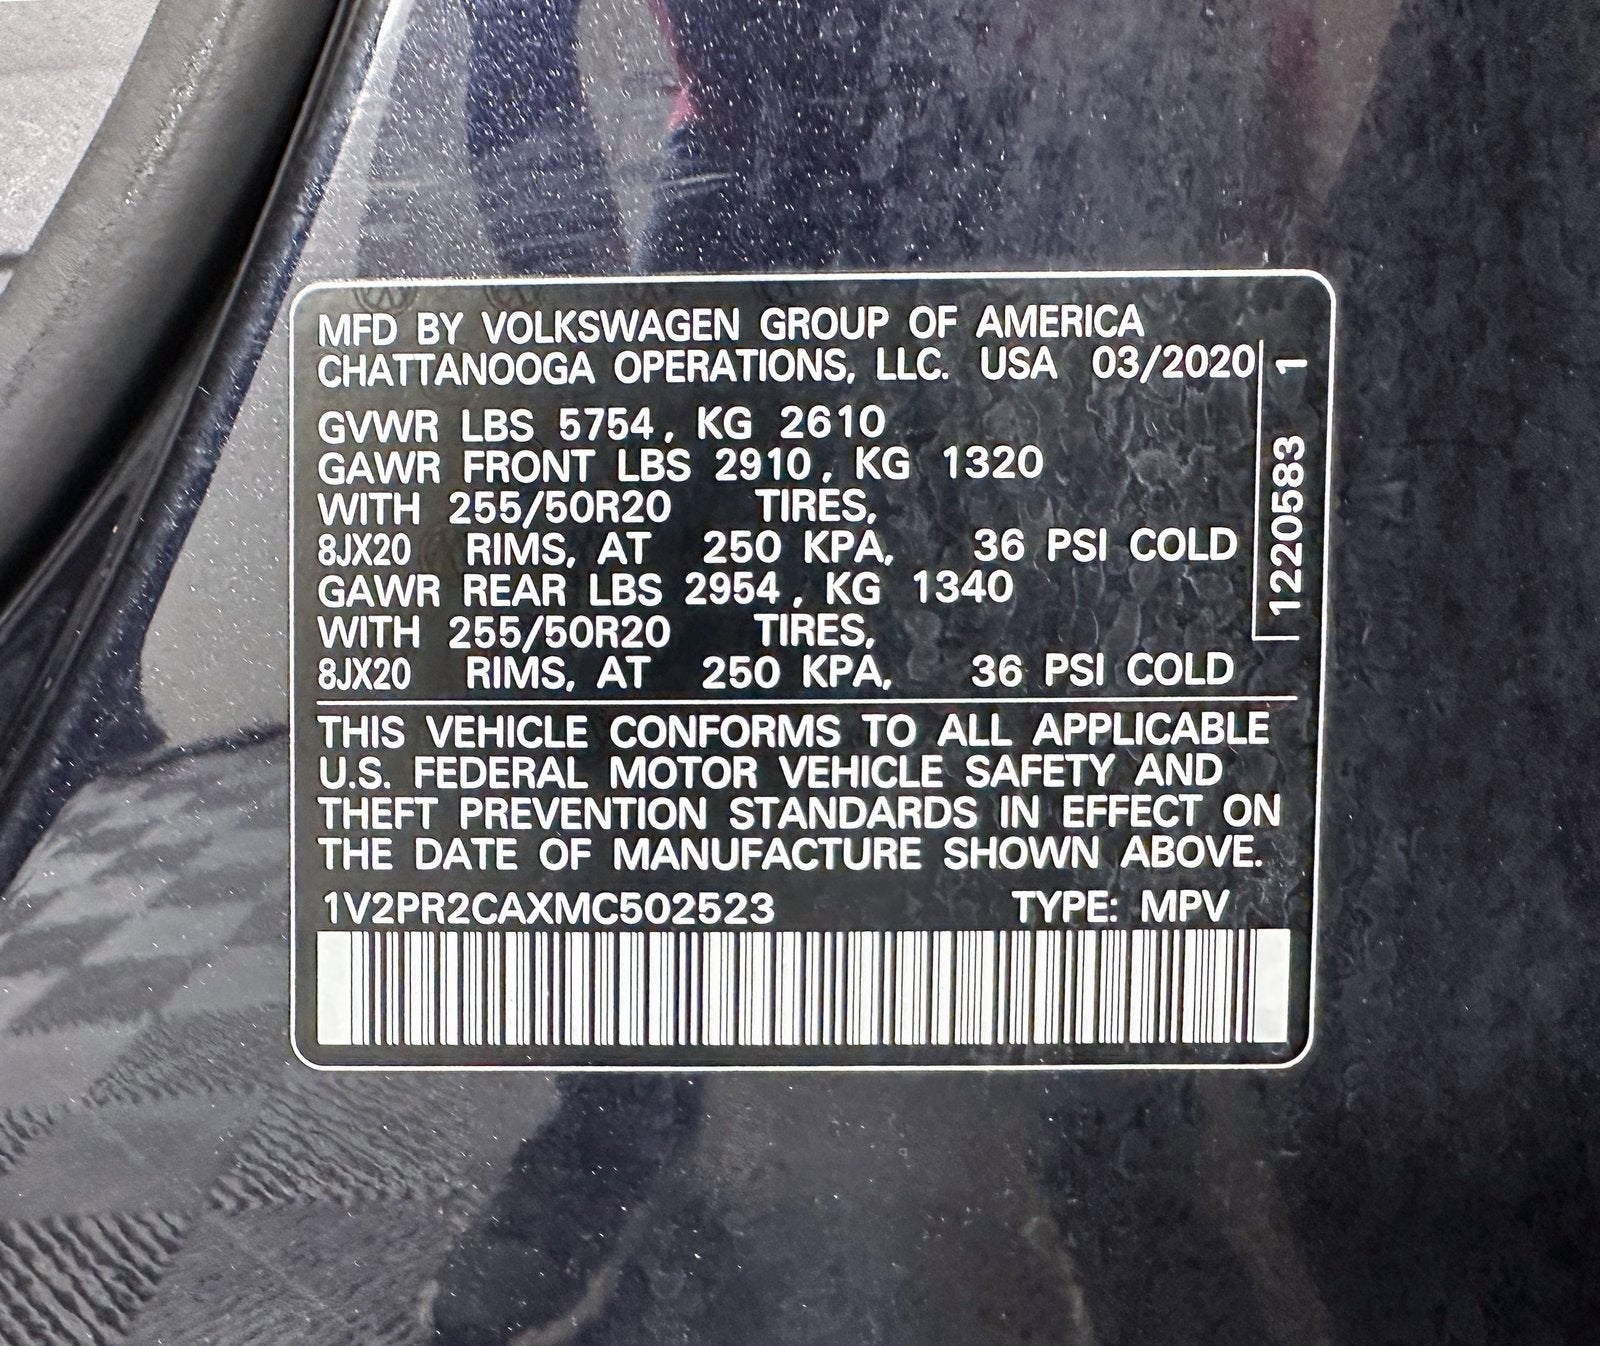 MFD BY VOLKSWAGEN GROUP OF AMERICA
CHATTANOOGA OPERATIONS, LLC. USA 03/2020
GVWR LBS 5754, KG 2610
GAWR FRONT LBS 2910, KG 1320
WITH 255/50R20 TIRES,
8JX20 RIMS, AT 250 KPA, 36 PSI COLD
GAWR REAR LBS 2954, KG 1340
WITH 255/50R20 TIRES,
8JX20 RIMS, AT 250 KPA, 36 PSI COLD
1220583 1
THIS VEHICLE CONFORMS TO ALL APPLICABLE
U.S. FEDERAL MOTOR VEHICLE SAFETY AND
THEFT PREVENTION STANDARDS IN EFFECT ON
THE DATE OF MANUFACTURE SHOWN ABOVE.
1V2PR2CAXMC502523 TYPE: MPV